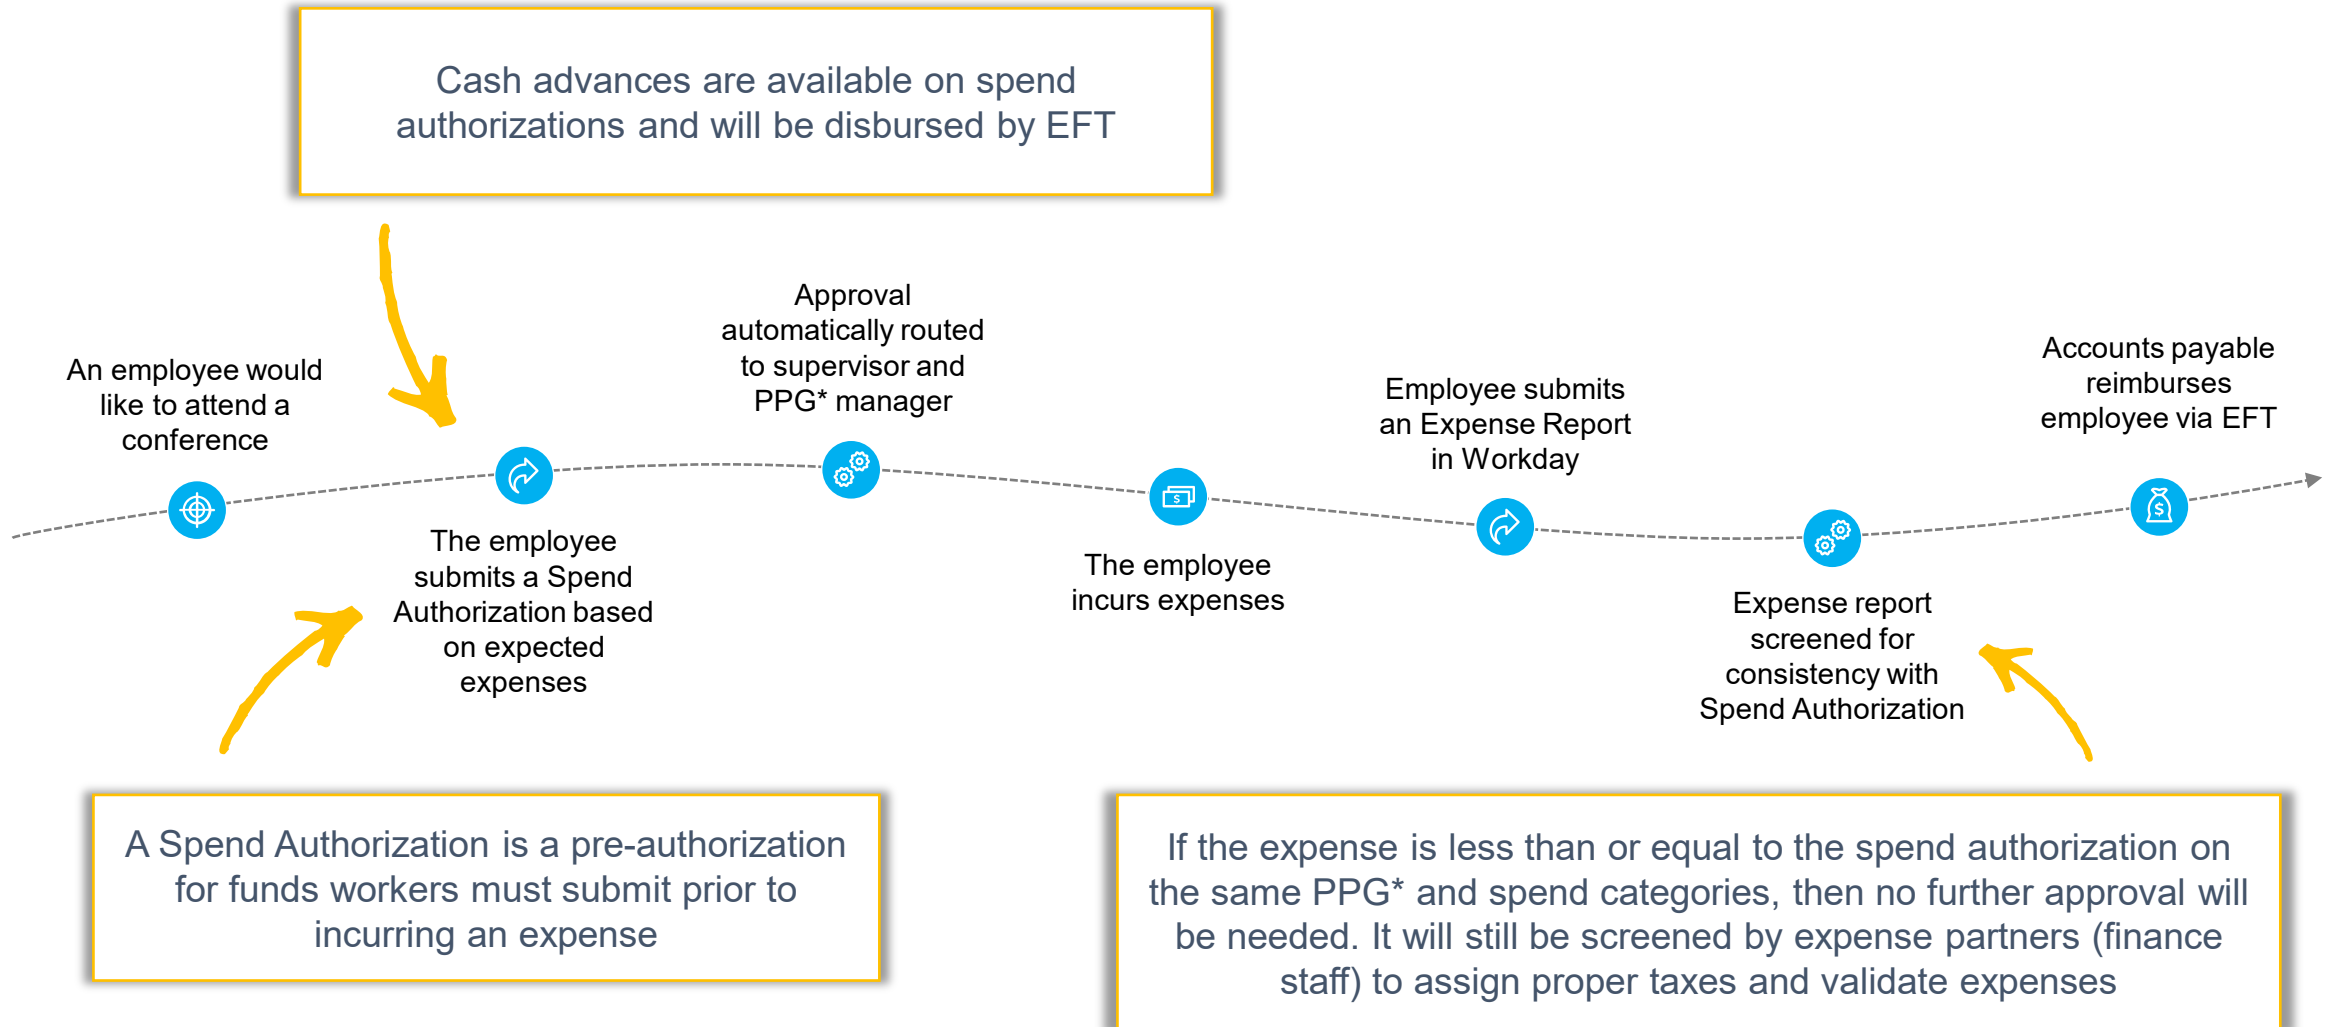 Cash advances are available on spend
authorizations and will be disbursed by EFT
An employee would
like to attend a
conference
The employee
submits a Spend
Authorization based
on expected
expenses
Approval
automatically routed
to supervisor and
PPG* manager
The employee
incurs expenses
Employee submits
an Expense Report
in Workday
Expense report
screened for
consistency with
Spend Authorization
Accounts payable
reimburses
employee via EFT
A Spend Authorization is a pre-authorization
for funds workers must submit prior to
incurring an expense
If the expense is less than or equal to the spend authorization on
the same PPG* and spend categories, then no further approval will
be needed. It will still be screened by expense partners (finance
staff) to assign proper taxes and validate expenses